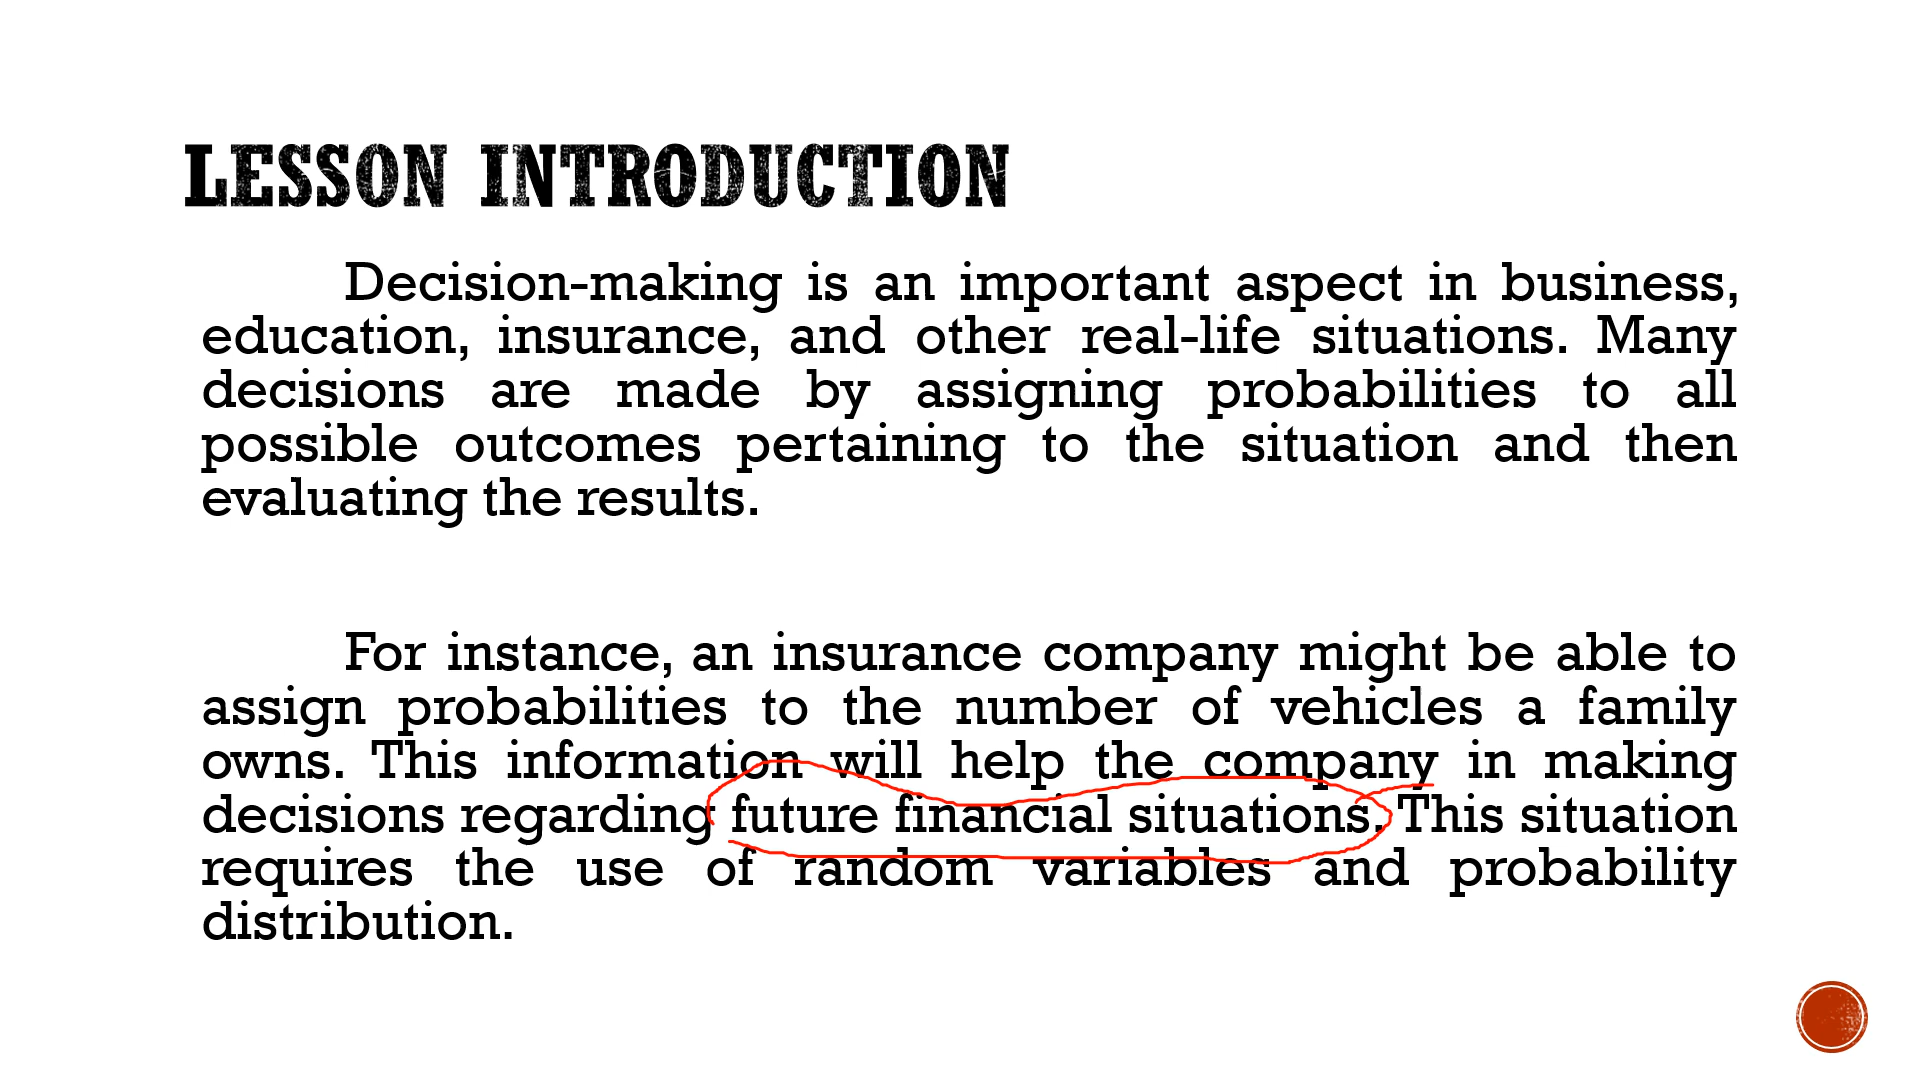 LESSON INTRODUCTION
Decision-making is an important aspect in business,
education, insurance, and other real-life situations. Many
decisions are made by assigning probabilities to all
possible outcomes pertaining to the situation and then
evaluating the results.
For instance, an insurance company might be able to
assign probabilities to the number of vehicles a family
owns. This information will help the company in making
decisions regarding future financial situations. This situation
requires the use of random variables and probability
distribution.